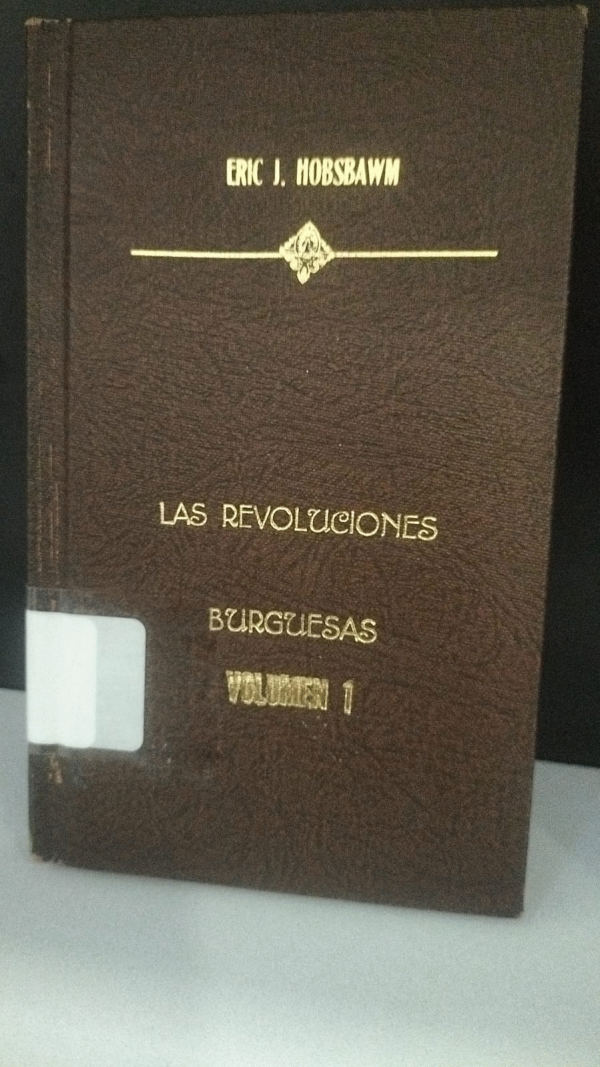 ERIC J. HOBSBAWM
LAS REVOLUCIONES
BURGUESAS
VOLUMEN 1